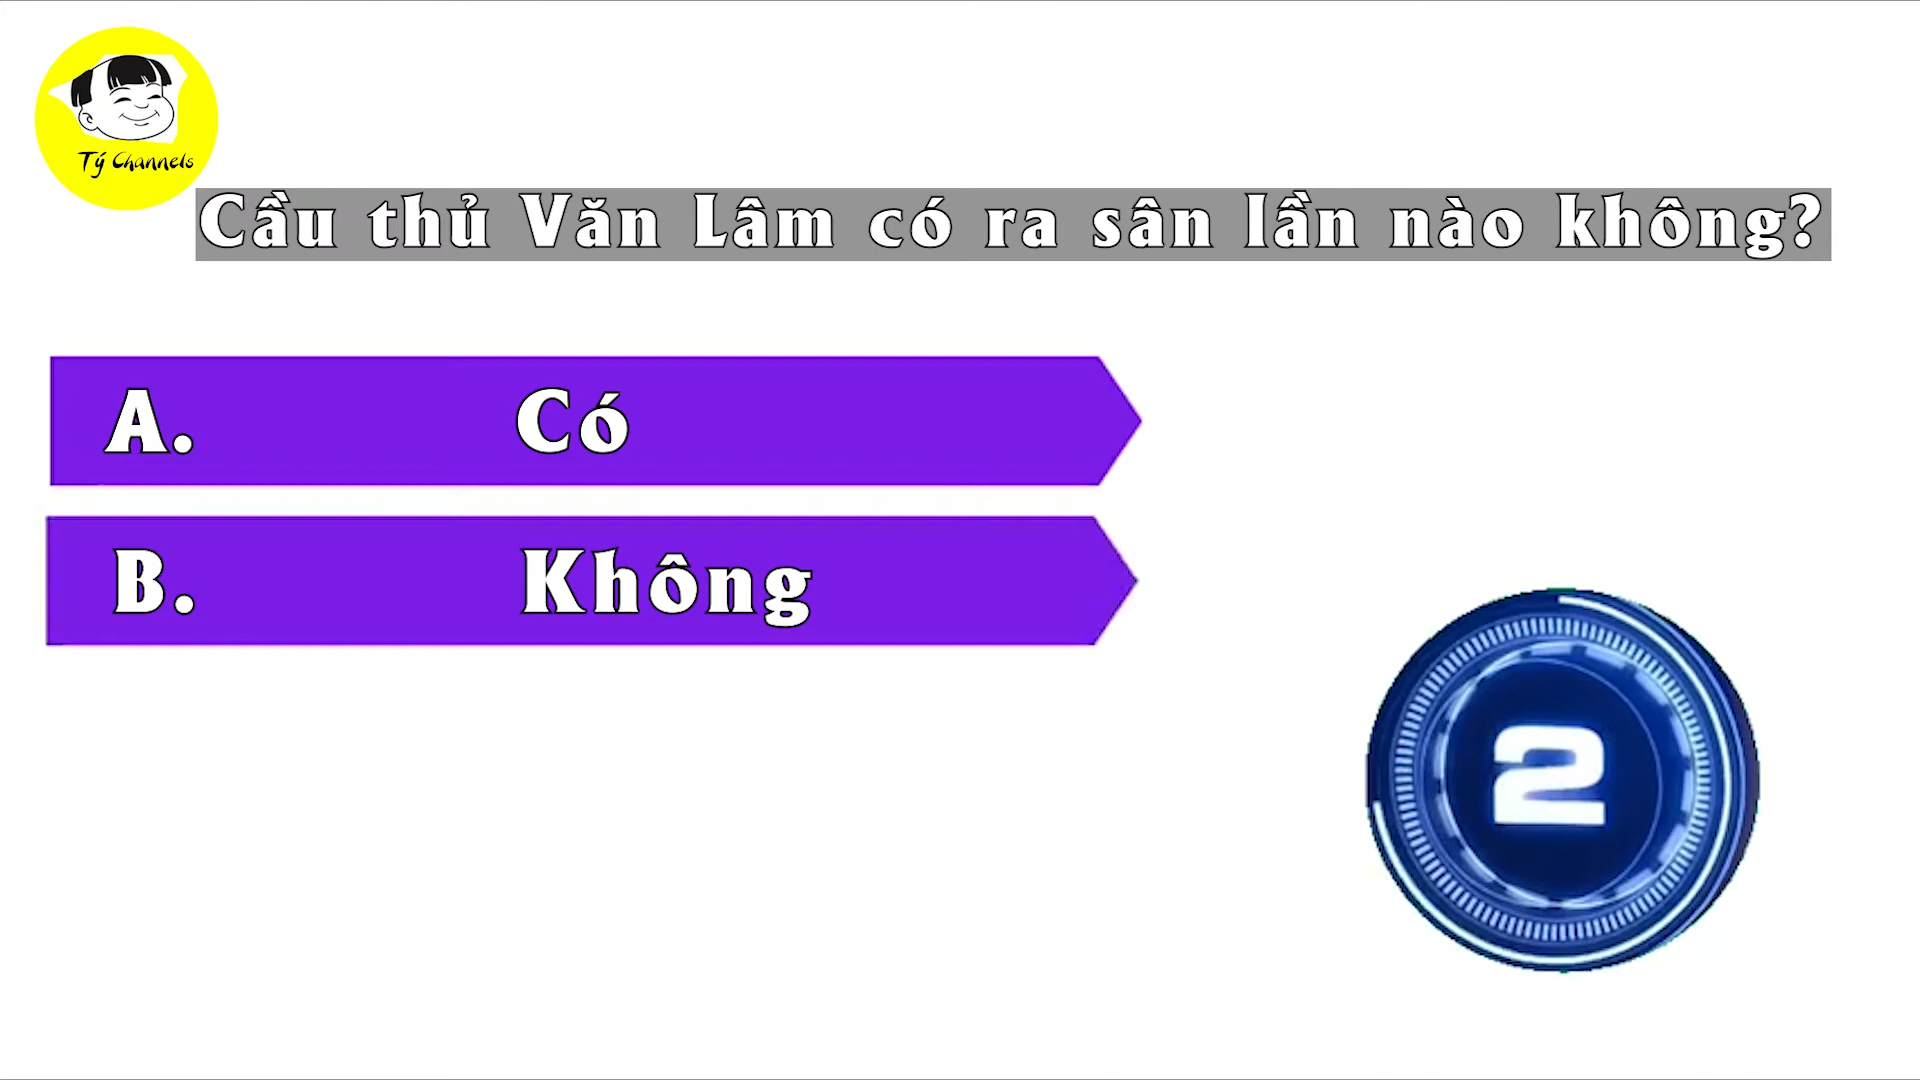 Tý Channels
Cầu thủ Văn Lâm có ra sân lần nào không?
A. Có
B. Không
2